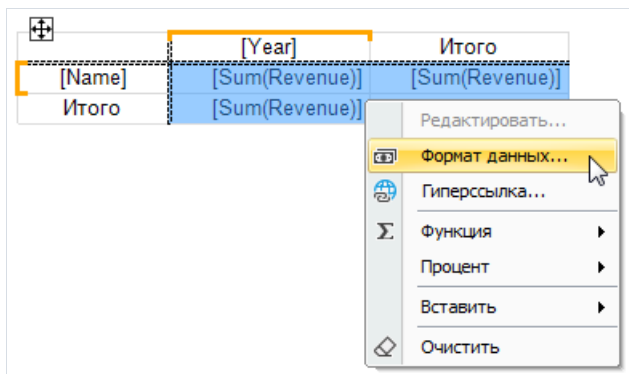 [Year] Итого
[Name] [Sum(Revenue)] [Sum(Revenue)]
Итого [Sum(Revenue)]
Редактировать...
Формат данных...
Гиперссылка...
Функция
Процент
Вставить
Очистить